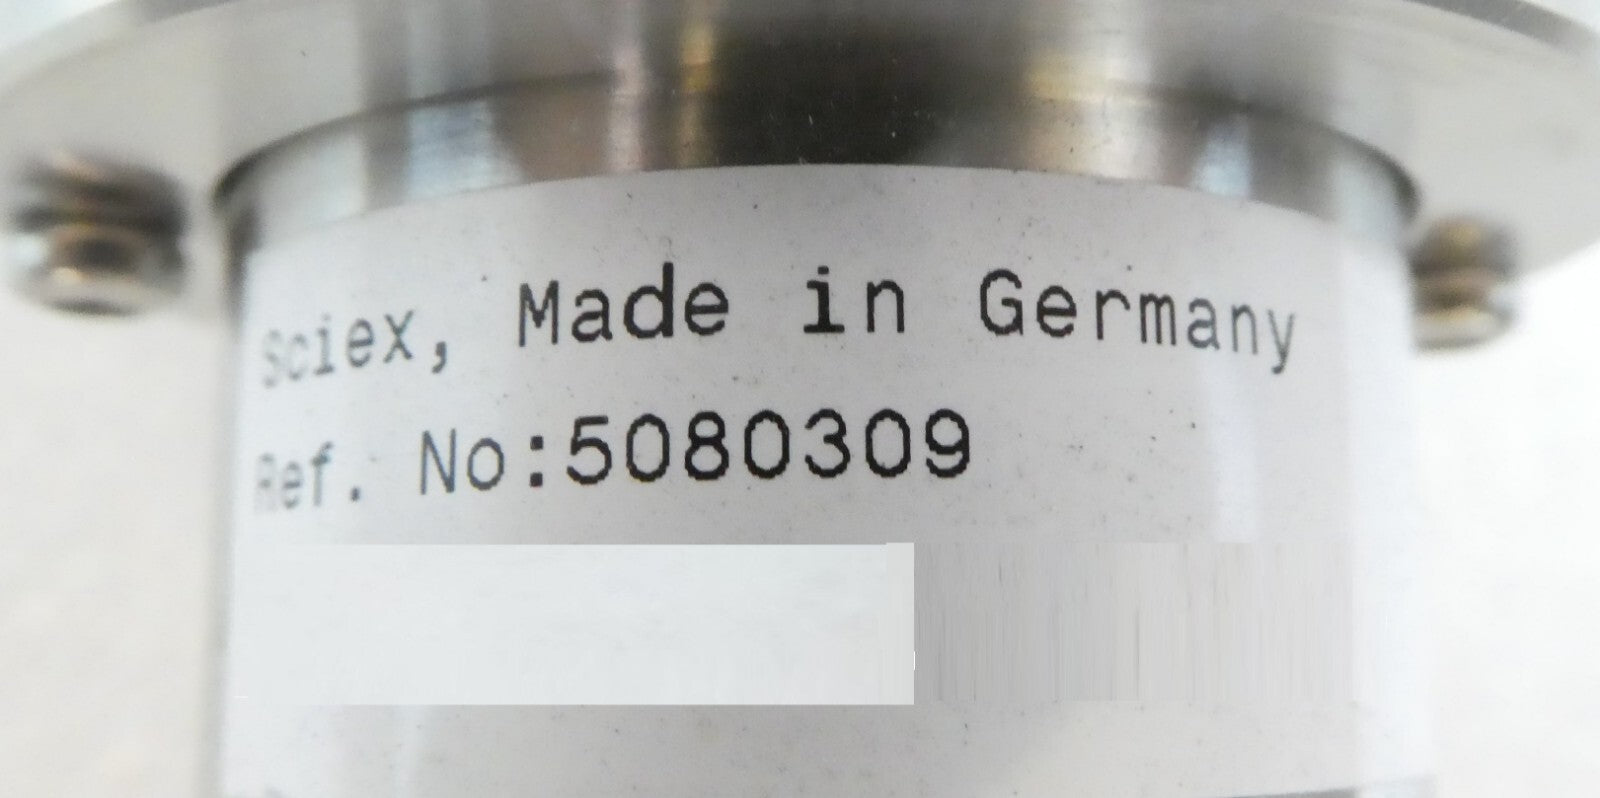 Sciex, Made in Germany
Ref. No:5080309